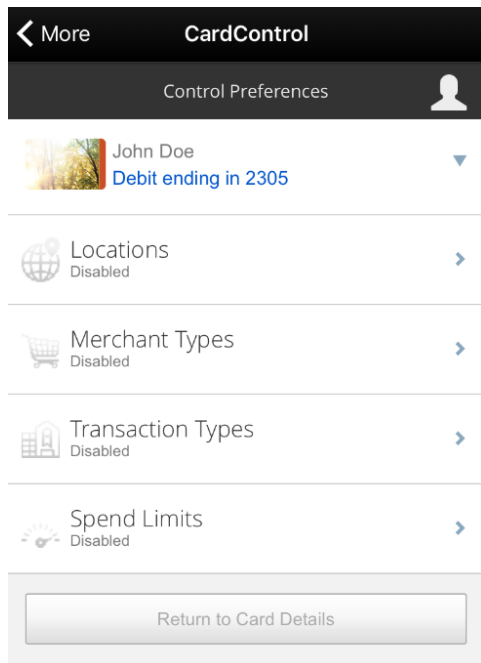 More
CardControl
Control Preferences
John Doe
Debit ending in 2305
Locations
Disabled
Merchant Types
Disabled
Transaction Types
Disabled
Spend Limits
Disabled
Return to Card Details